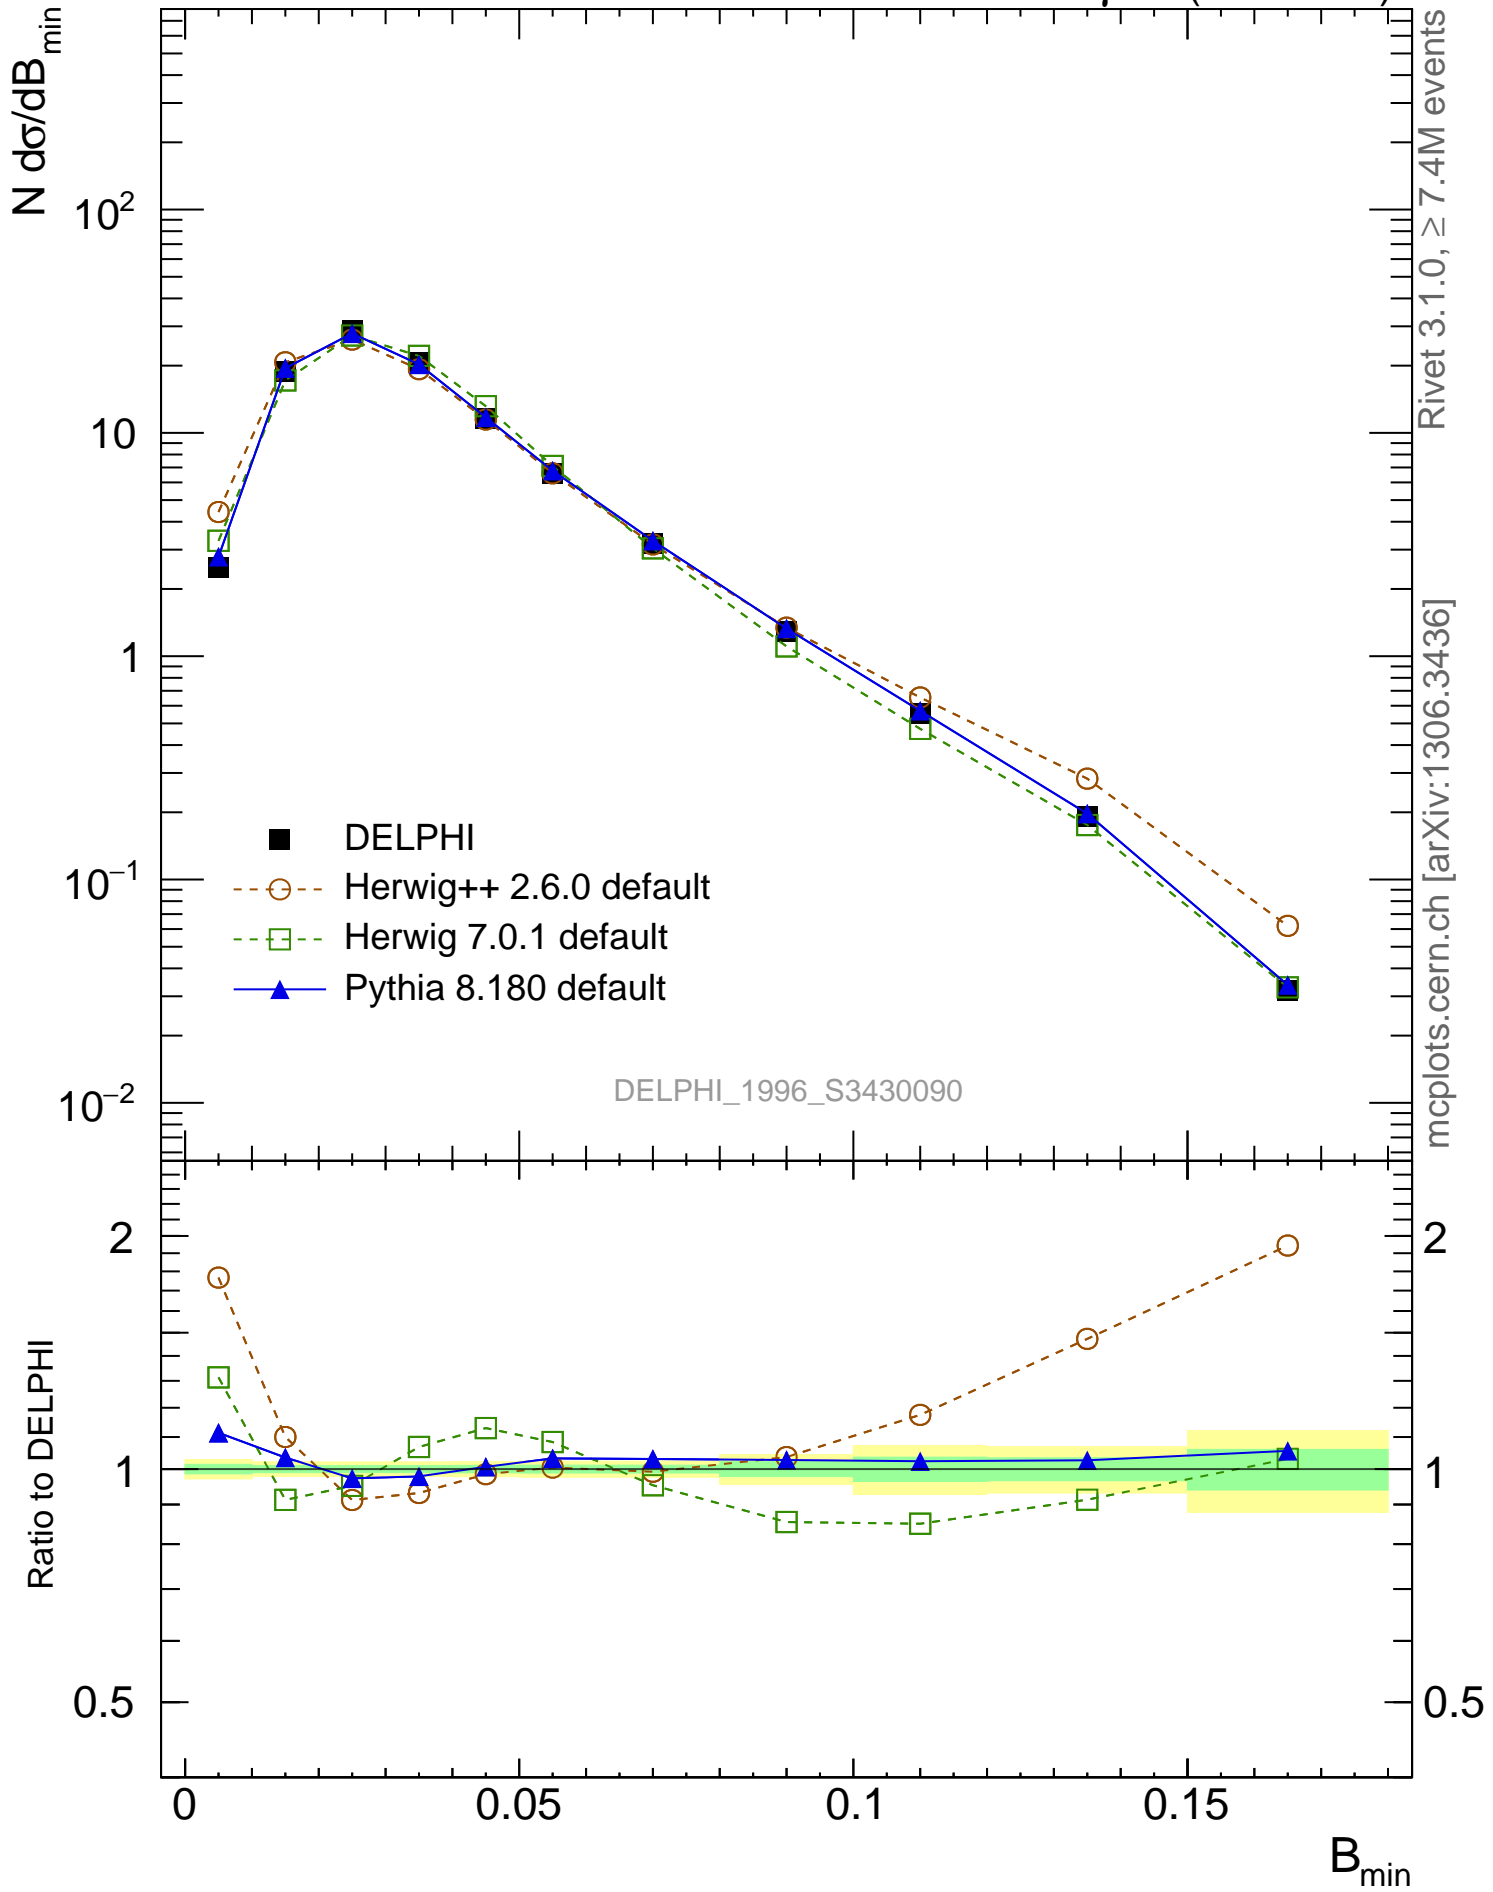 N dσ/dB_min
10²
10
1
10⁻¹
10⁻²
DELPHI
Herwig++ 2.6.0 default
Herwig 7.0.1 default
Pythia 8.180 default
DELPHI_1996_S3430090
Rivet 3.1.0, ≥ 7.4M events
mcplots.cern.ch [arXiv:1306.3436]
Ratio to DELPHI
2
1
0.5
2
1
0.5
0
0.05
0.1
0.15
B_min